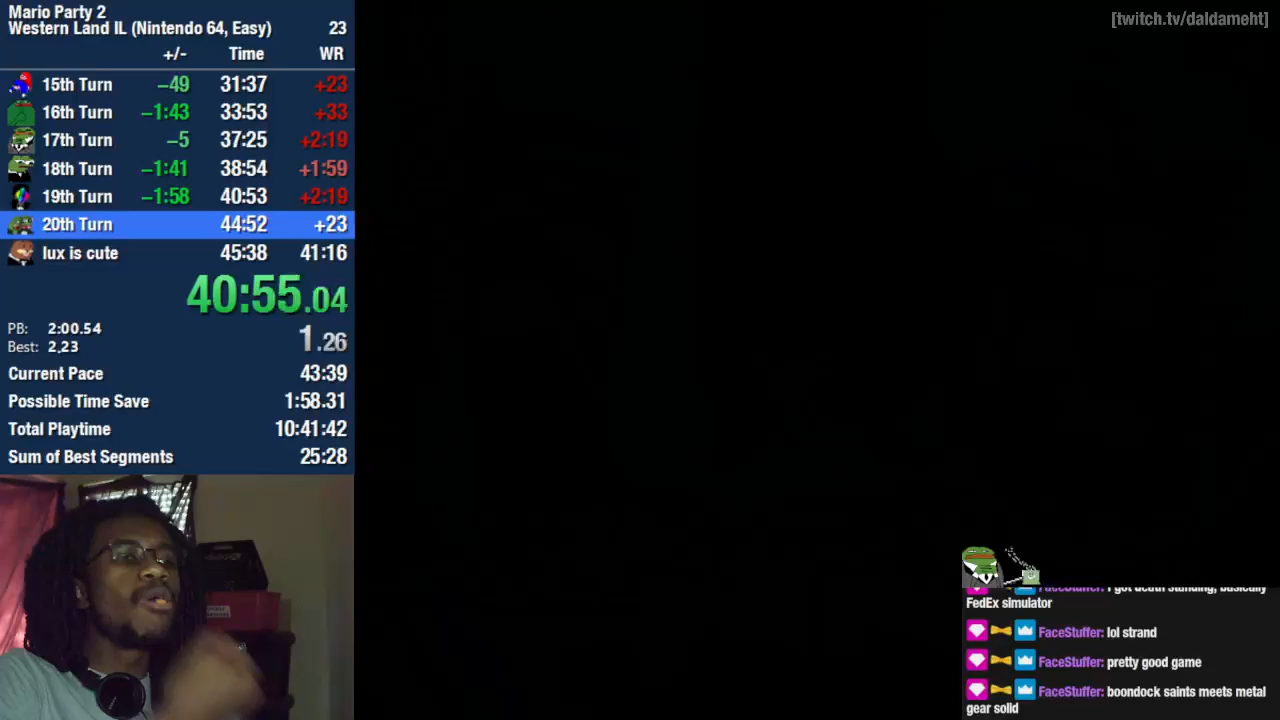 Mario Party 2
Western Land IL (Nintendo 64, Easy) 23
+/- Time WR
15th Turn −49 31:37 +23
16th Turn −1:43 33:53 +33
17th Turn −5 37:25 +2:19
18th Turn −1:41 38:54 +1:59
19th Turn −1:58 40:53 +2:19
20th Turn 44:52 +23
lux is cute 45:38 41:16
40:55.04
PB: 2:00.54
Best: 2.23
1.26
Current Pace 43:39
Possible Time Save 1:58.31
Total Playtime 10:41:42
Sum of Best Segments 25:28
[twitch.tv/daldameht]
FaceStuffer: I got death standing, basically
FedEx simulator
FaceStuffer: lol strand
FaceStuffer: pretty good game
FaceStuffer: boondock saints meets metal
gear solid